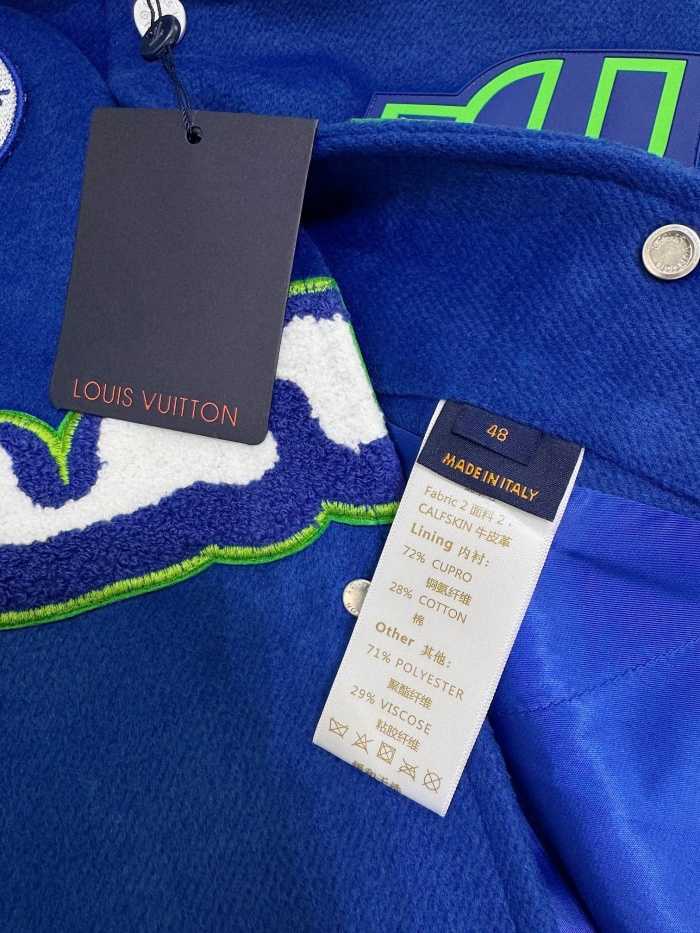 LOUIS VUITTON
48
MADE IN ITALY
Fabric 2 面料 2:
CALFSKIN 牛皮革
Lining 内衬:
72% CUPRO
铜氨纤维
28% COTTON
棉
Other 其他:
71% POLYESTER
聚酯纤维
29% VISCOSE
粘胶纤维